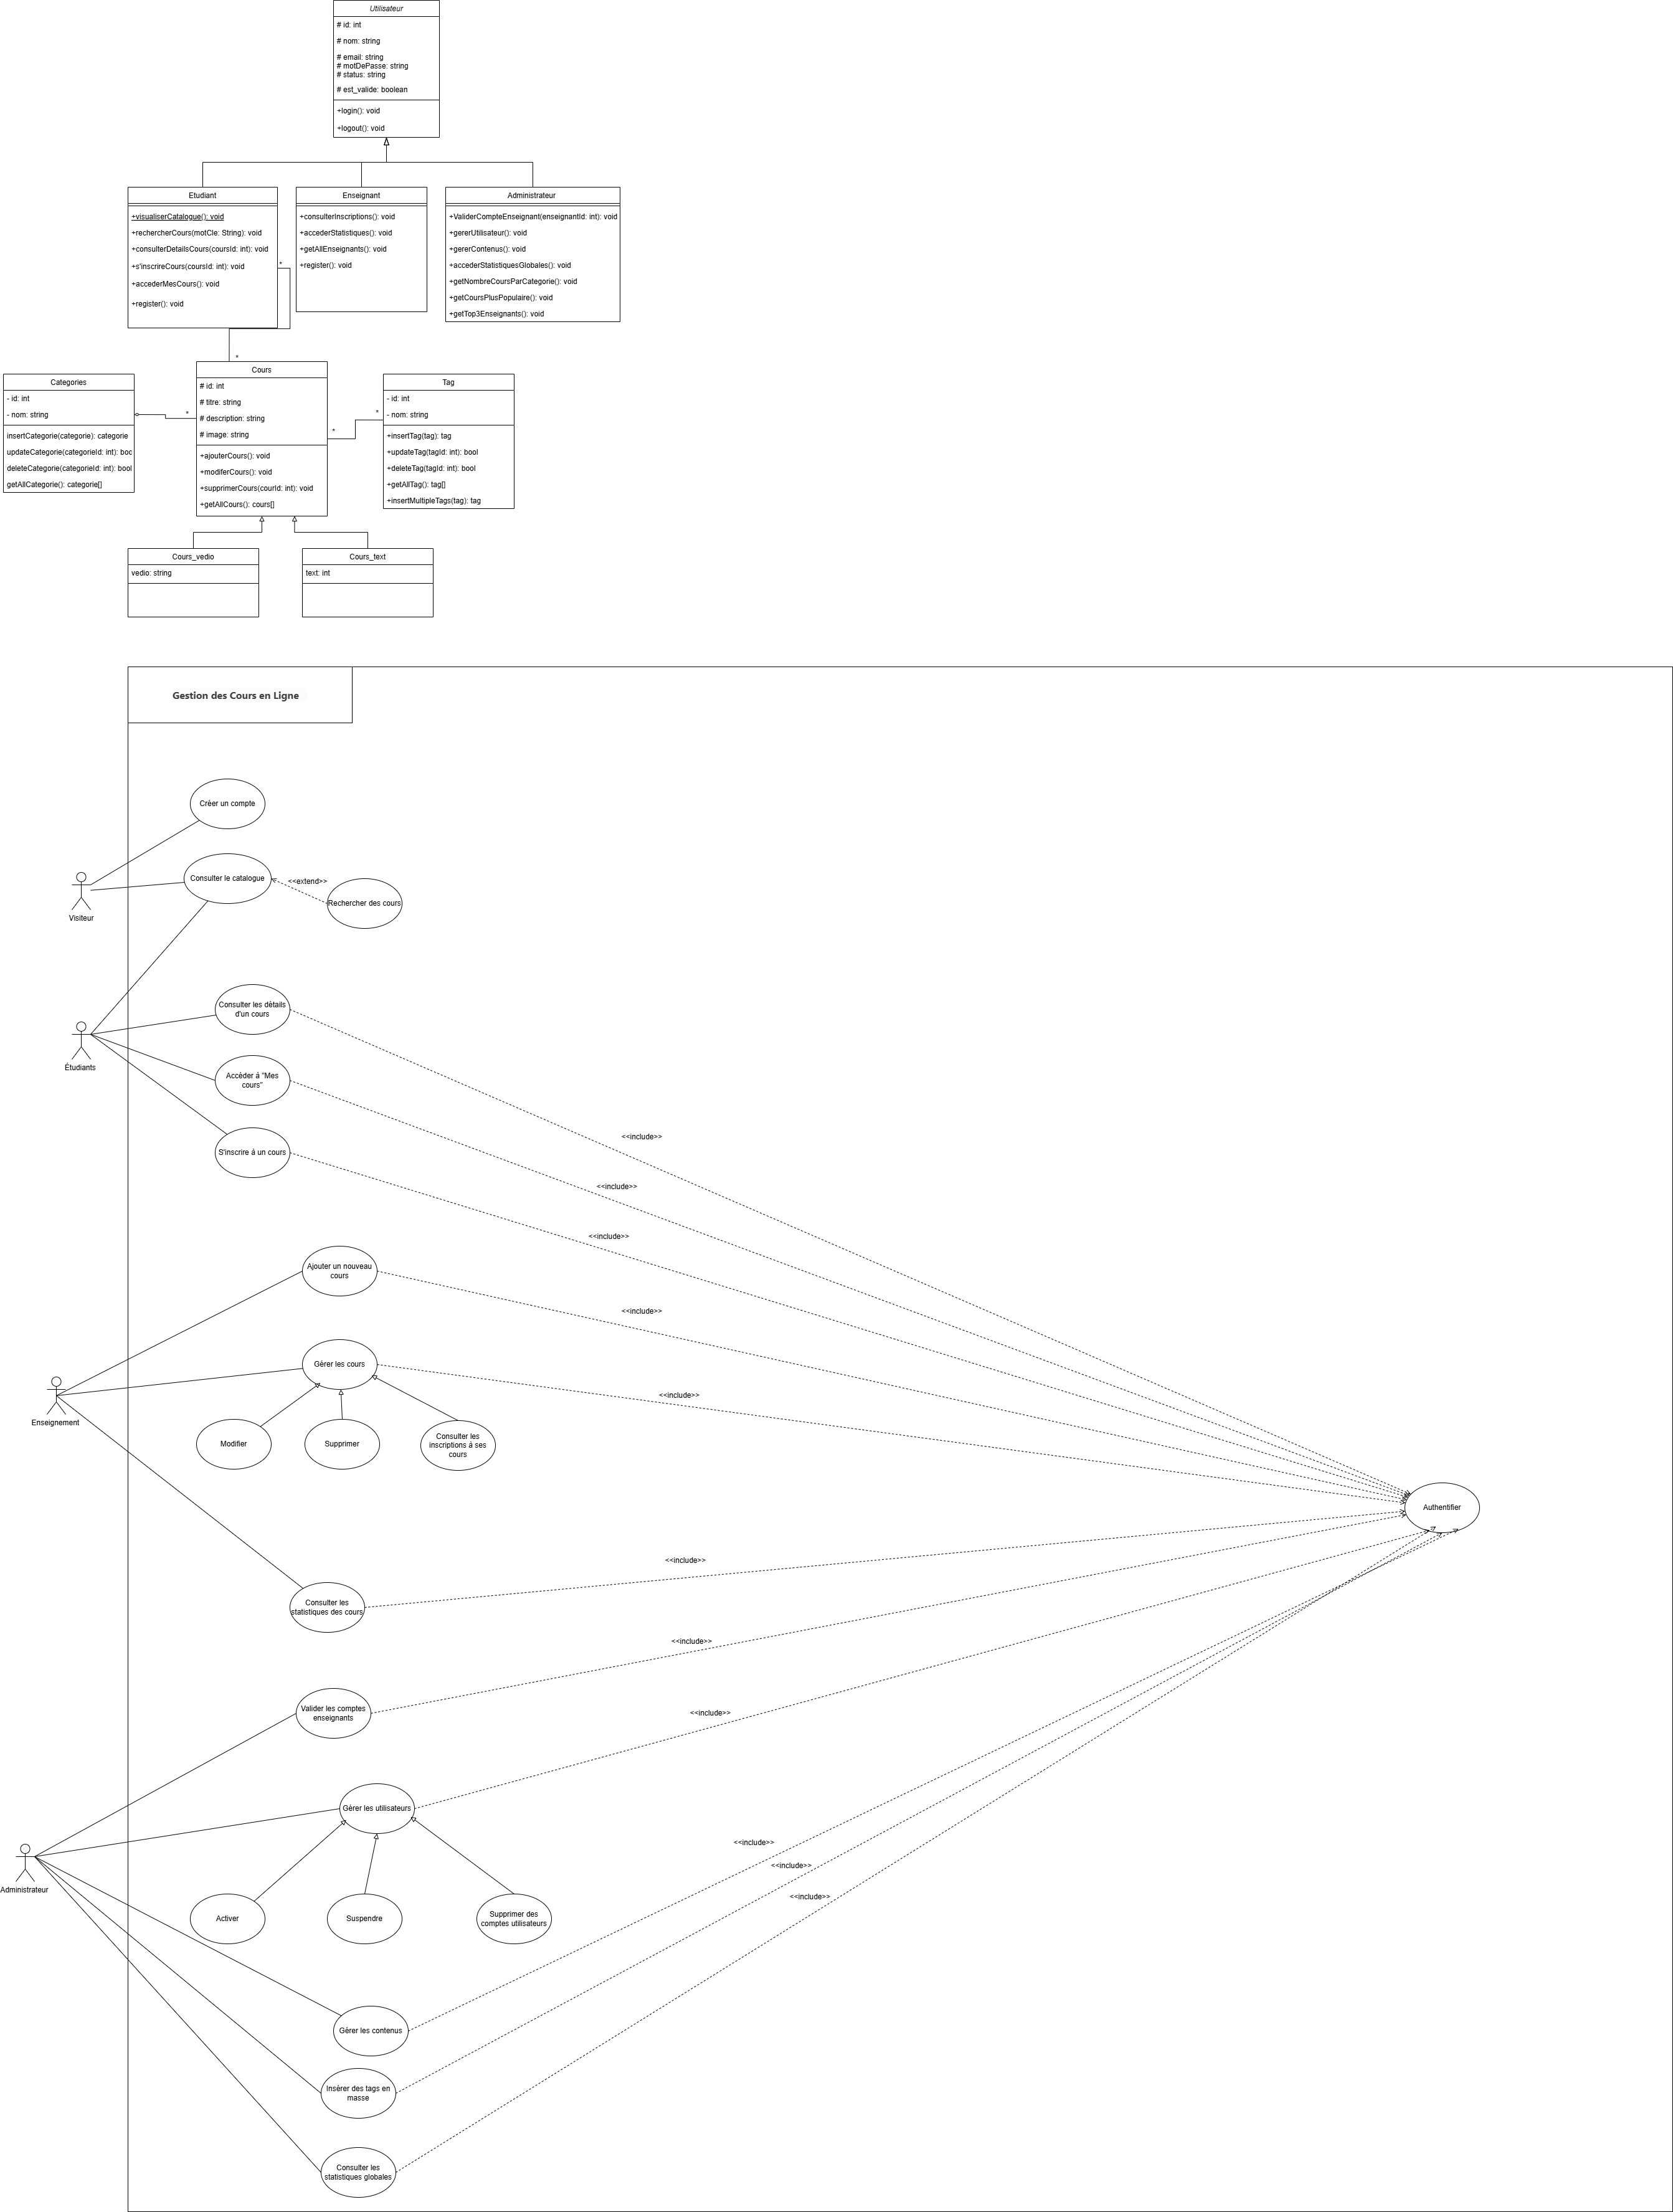 Utilisateur
# id: int
# nom: string
# email: string
# motDePasse: string
# status: string
# est_valide: boolean
+login(): void
+logout(): void
Etudiant
+visualiserCatalogue(): void
+rechercherCours(motCle: String): void
+consulterDetailsCours(coursId: int): void
+s'inscrireCours(coursId: int): void
+accederMesCours(): void
+register(): void
Enseignant
+consulterInscriptions(): void
+accederStatistiques(): void
+getAllEnseignants(): void
+register(): void
Administrateur
+ValiderCompteEnseignant(enseignantId: int): void
+gererUtilisateur(): void
+gererContenus(): void
+accederStatistiquesGlobales(): void
+getNombreCoursParCategorie(): void
+getCoursPlusPopulaire(): void
+getTop3Enseignants(): void
*
*
Categories
- id: int
- nom: string
insertCategorie(categorie): categorie
updateCategorie(categorieId: int): boc
deleteCategorie(categorieId: int): bool
getAllCategorie(): categorie[]
*
Cours
# id: int
# titre: string
# description: string
# image: string
+ajouterCours(): void
+modiferCours(): void
+supprimerCours(courId: int): void
+getAllCours(): cours[]
*
*
Tag
- id: int
- nom: string
+insertTag(tag): tag
+updateTag(tagId: int): bool
+deleteTag(tagId: int): bool
+getAllTag(): tag[]
+insertMultipleTags(tag): tag
Cours_vedio
vedio: string
Cours_text
text: int
Gestion des Cours en Ligne
Créer un compte
Consulter le catalogue
<<extend>>
Rechercher des cours
Visiteur
Consulter les détails
d'un cours
Étudiants
Accéder à "Mes
cours"
<<include>>
S'inscrire à un cours
<<include>>
<<include>>
Ajouter un nouveau
cours
<<include>>
Gérer les cours
<<include>>
Enseignement
Modifier
Supprimer
Consulter les
inscriptions à ses
cours
Authentifier
<<include>>
Consulter les
statistiques des cours
<<include>>
Valider les comptes
enseignants
<<include>>
Gérer les utilisateurs
<<include>>
<<include>>
Administrateur
<<include>>
Activer
Suspendre
Supprimer des
comptes utilisateurs
Gérer les contenus
Insérer des tags en
masse
Consulter les
statistiques globales